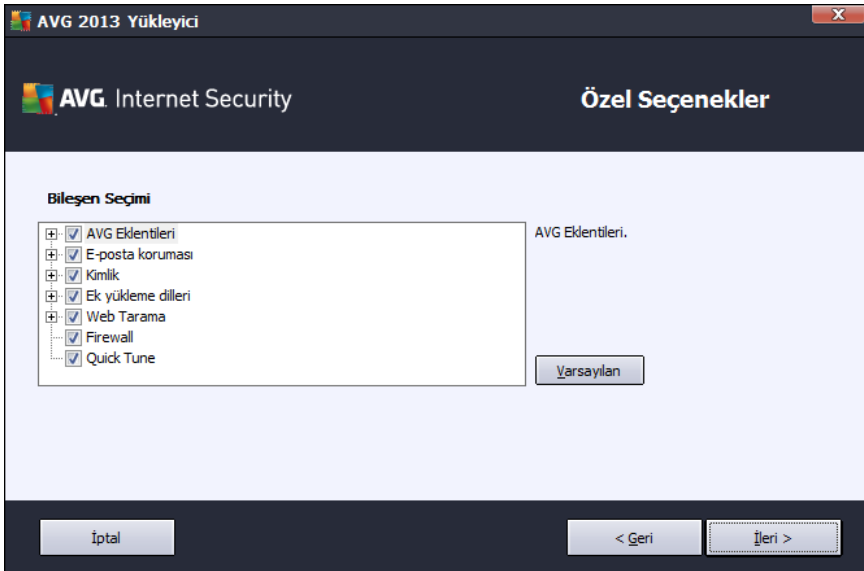 AVG 2013 Yükleyici
AVG. Internet Security
Özel Seçenekler
Bileşen Seçimi
AVG Eklentileri
E-posta koruması
Kimlik
Ek yükleme dilleri
Web Tarama
Firewall
Quick Tune
AVG Eklentileri.
Varsayılan
İptal
< Geri
İleri >